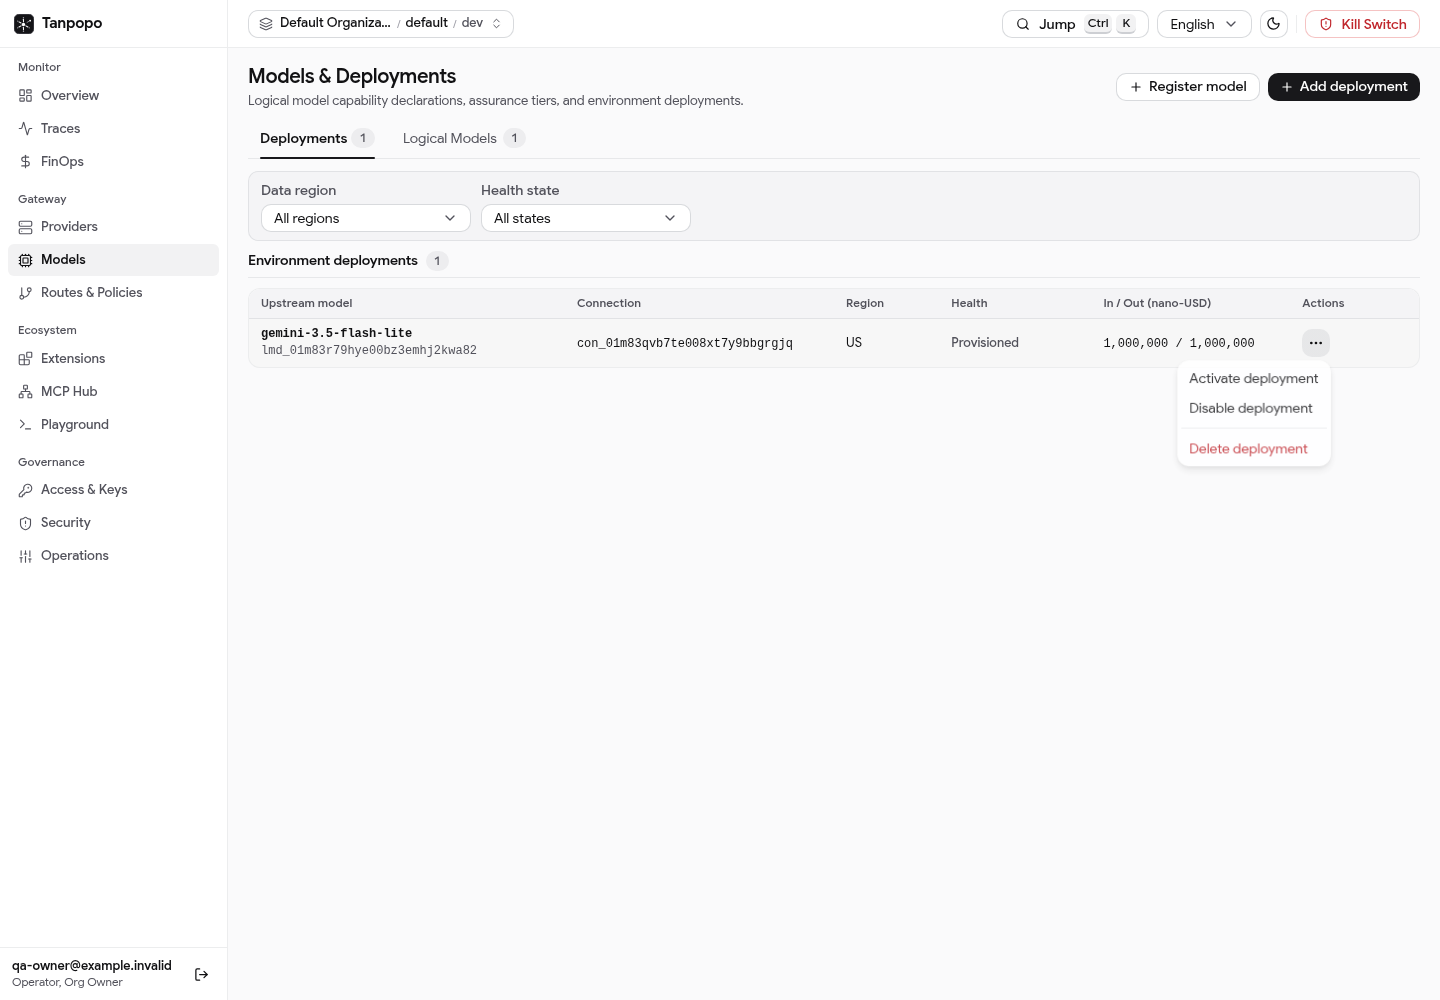 Tanpopo
Default Organiza... / default / dev
Jump Ctrl K
English
Kill Switch
Monitor
Overview
Traces
FinOps
Gateway
Providers
Models
Routes & Policies
Ecosystem
Extensions
MCP Hub
Playground
Governance
Access & Keys
Security
Operations
qa-owner@example.invalid
Operator, Org Owner
Models & Deployments
Logical model capability declarations, assurance tiers, and environment deployments.
Register model
Add deployment
Deployments 1
Logical Models 1
Data region
Health state
All regions
All states
Environment deployments 1
Upstream model Connection Region Health In / Out (nano-USD) Actions
gemini-3.5-flash-lite
lmd_01m83r79hye00bz3emhj2kwa82
con_01m83qvb7te008xt7y9bbgrgjq US Provisioned 1,000,000 / 1,000,000
Activate deployment
Disable deployment
Delete deployment